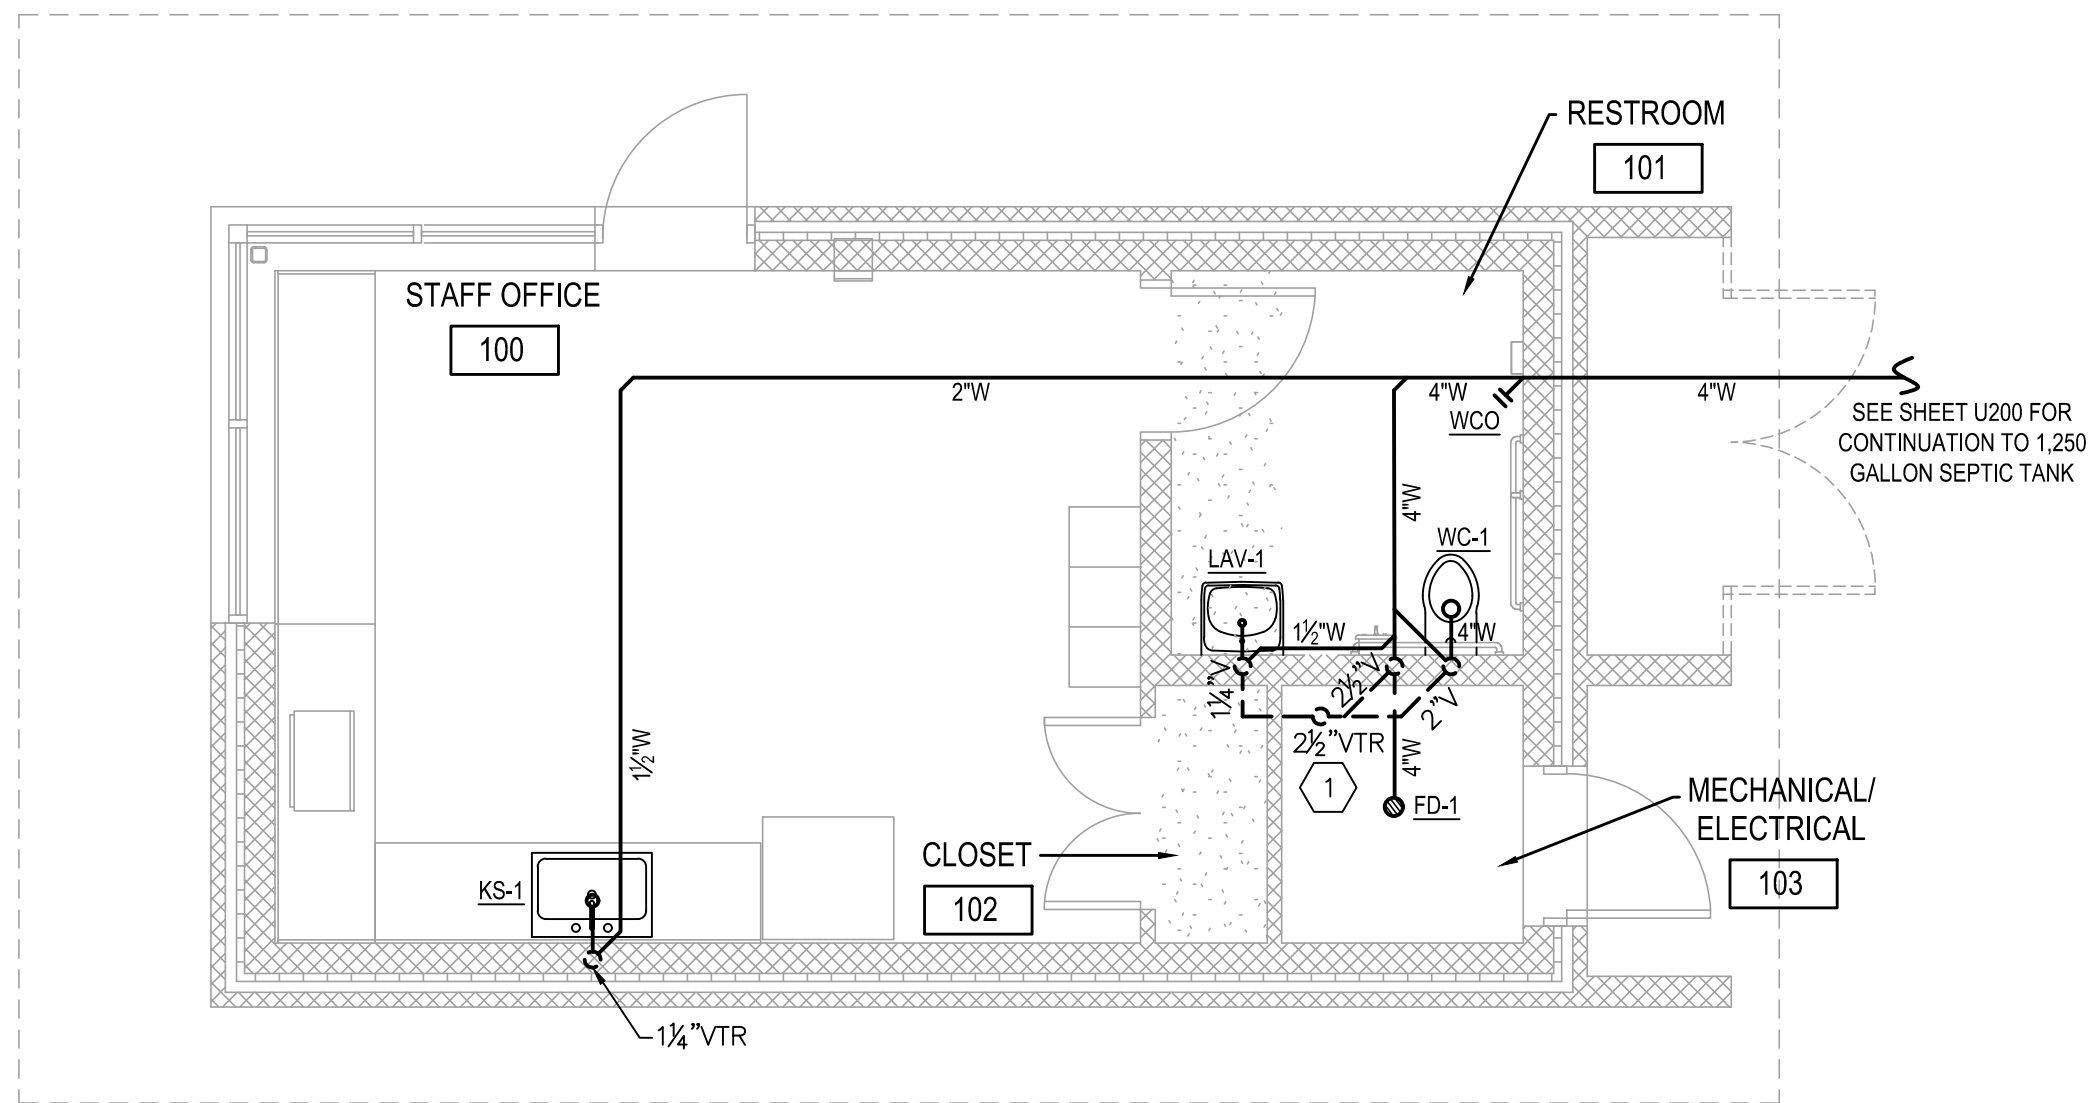 RESTROOM
101
STAFF OFFICE
100
2"W
4"W
4"W
WCO
SEE SHEET U200 FOR
CONTINUATION TO 1,250
GALLON SEPTIC TANK
4"W
WC-1
LAV-1
1½"W
4"W
1¼"V
2½"V
2"V
2½"VTR
1
4"W
FD-1
1½"W
MECHANICAL/
ELECTRICAL
103
CLOSET
102
KS-1
1¼"VTR